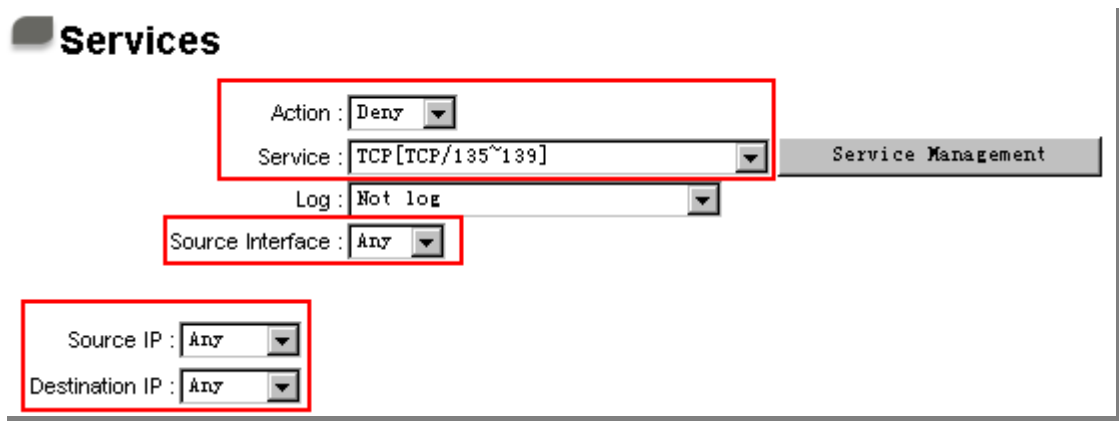 Services
Action : Deny
Service : TCP[TCP/135~139] Service Management
Log : Not log
Source Interface : Any
Source IP : Any
Destination IP : Any